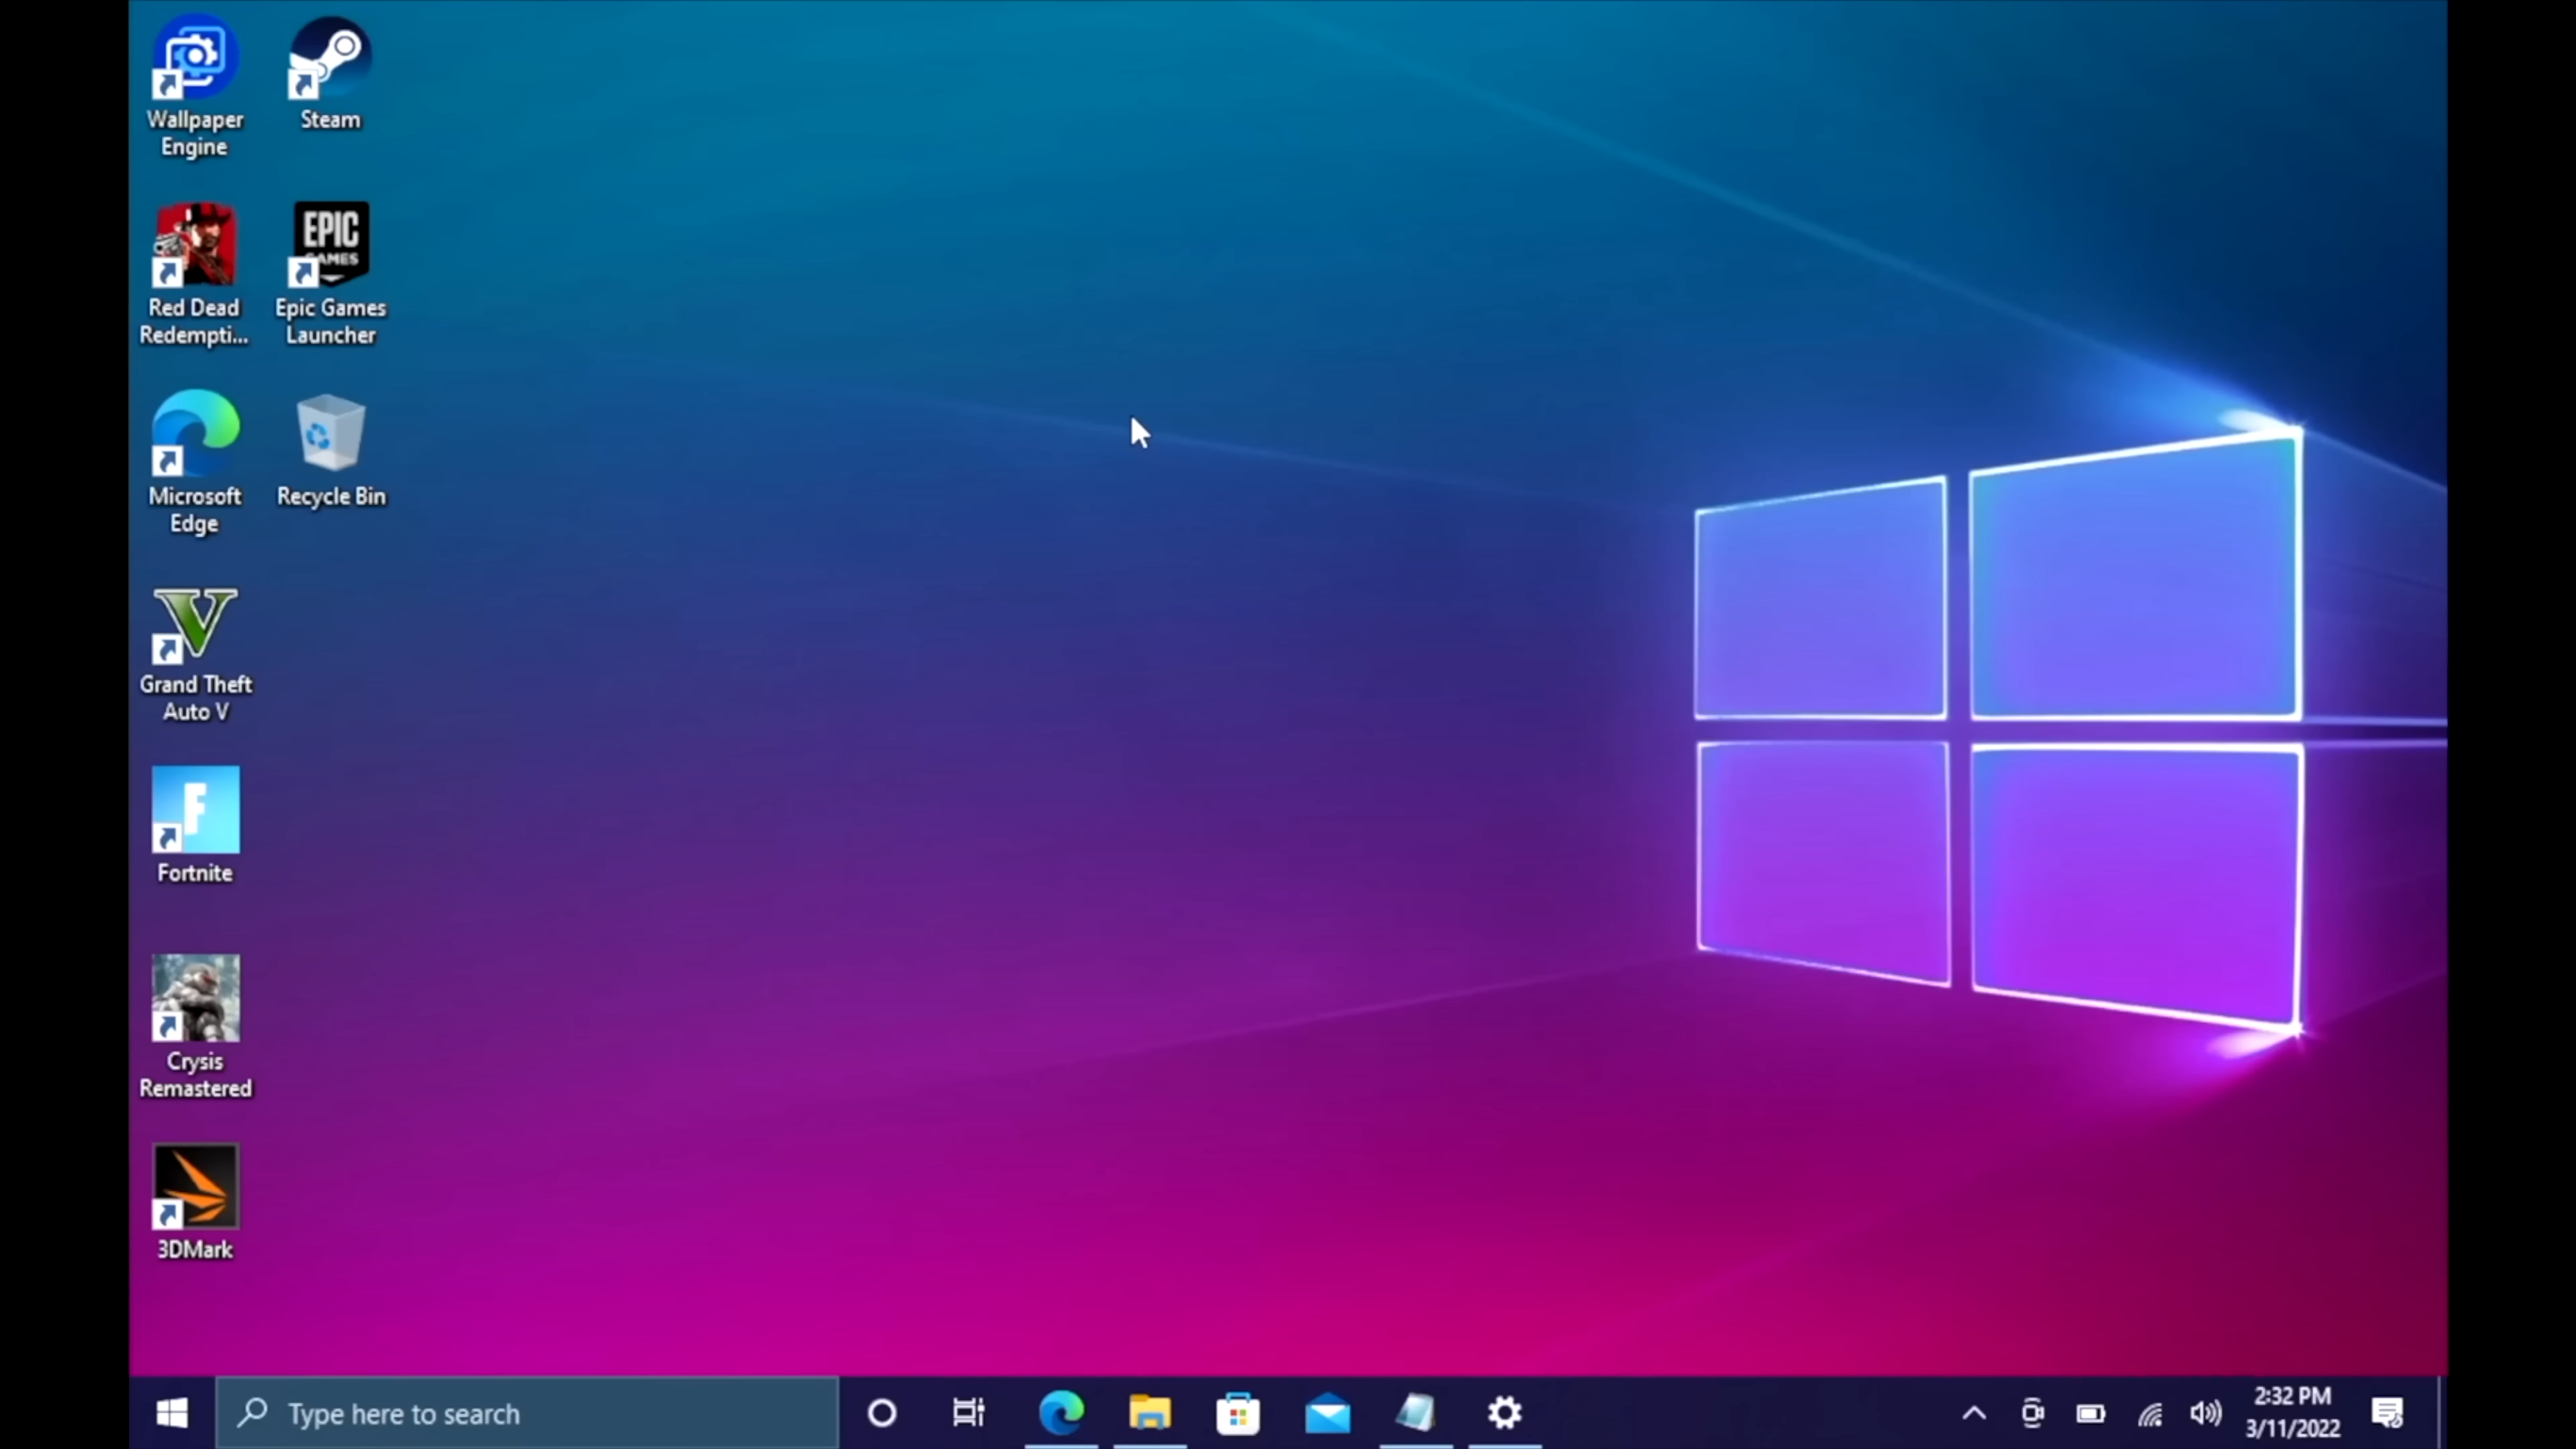 Wallpaper
Engine
Steam
Red Dead
Redempti...
EPIC
GAMES
Epic Games
Launcher
Microsoft
Edge
Recycle Bin
V
Grand Theft
Auto V
F
Fortnite
Crysis
Remastered
3DMark
Type here to search
2:32 PM
3/11/2022